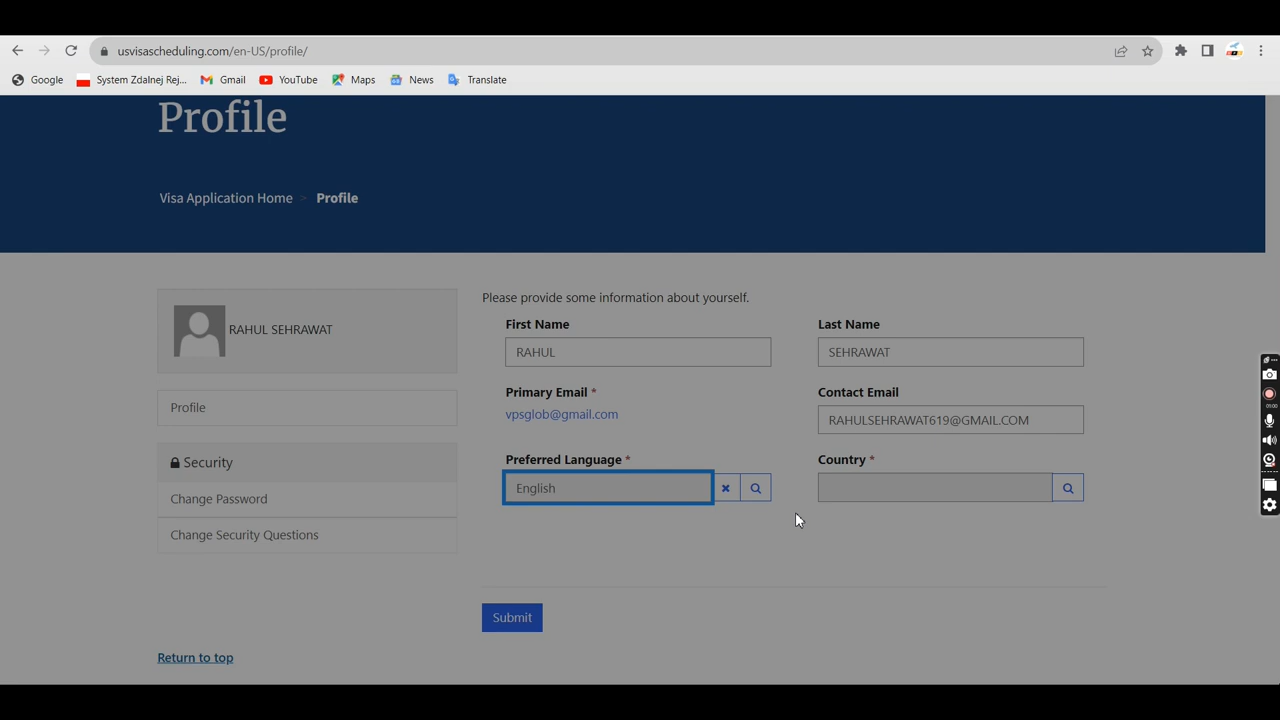 usvisascheduling.com/en-US/profile/
Google System Zdalnej Rej... Gmail YouTube Maps News Translate
Profile
Visa Application Home > Profile
RAHUL SEHRAWAT
Profile
Security
Change Password
Change Security Questions
Return to top
Please provide some information about yourself.
First Name
RAHUL
Last Name
SEHRAWAT
Primary Email *
vpsglob@gmail.com
Contact Email
RAHULSEHRAWAT619@GMAIL.COM
Preferred Language *
English
Country *
Submit